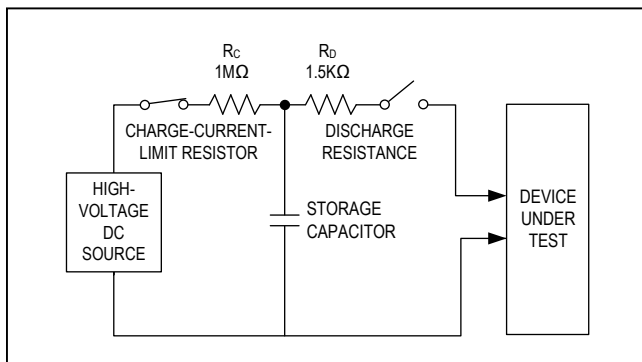 RC
1MΩ
RD
1.5KΩ
CHARGE-CURRENT-
LIMIT RESISTOR
DISCHARGE
RESISTANCE
HIGH-
VOLTAGE
DC
SOURCE
STORAGE
CAPACITOR
DEVICE
UNDER
TEST